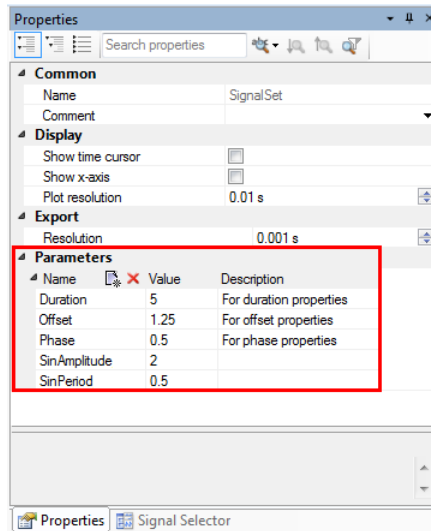 Properties
Search properties
Common
Name SignalSet
Comment
Display
Show time cursor
Show x-axis
Plot resolution 0.01 s
Export
Resolution 0.001 s
Parameters
Name Value Description
Duration 5 For duration properties
Offset 1.25 For offset properties
Phase 0.5 For phase properties
SinAmplitude 2
SinPeriod 0.5
Properties Signal Selector